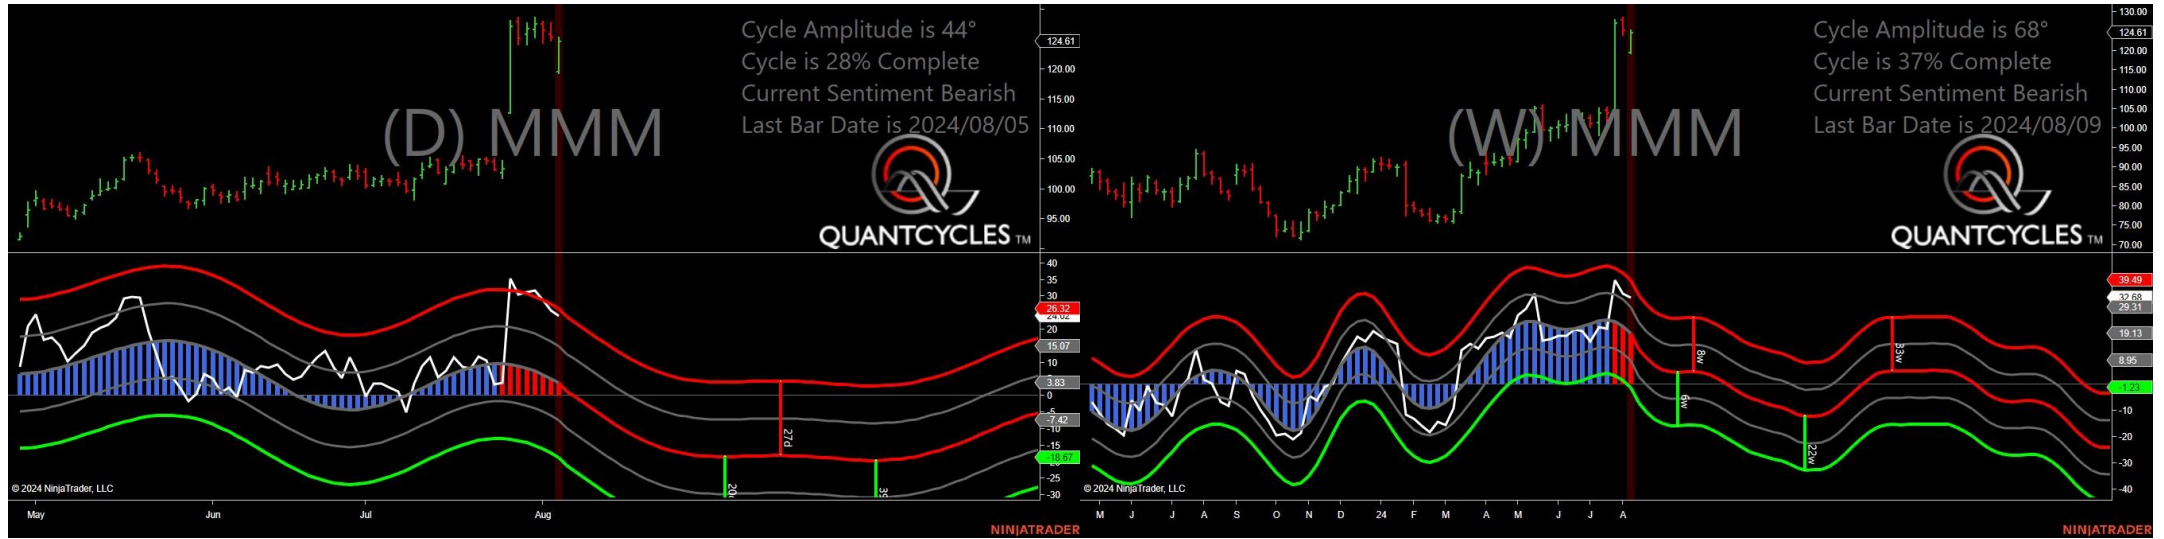 Cycle Amplitude is 44°
Cycle is 28% Complete
Current Sentiment Bearish
Last Bar Date is 2024/08/05
(D) MMM
QUANTCYCLES TM
124.61
120.00
115.00
110.00
105.00
100.00
95.00
40
35
30
26.32
24.02
20
15.07
10
3.83
0
-5
-7.42
-10
-15
-18.67
-25
-30
27d
© 2024 NinjaTrader, LLC
May
Jun
Jul
Aug
NINJATRADER
Cycle Amplitude is 68°
Cycle is 37% Complete
Current Sentiment Bearish
Last Bar Date is 2024/08/09
(W) MMM
QUANTCYCLES TM
130.00
124.61
120.00
115.00
110.00
105.00
100.00
95.00
90.00
85.00
80.00
75.00
70.00
39.49
32.68
29.31
19.13
8.95
-1.23
-10
-20
-30
-40
8w
6w
22w
33w
© 2024 NinjaTrader, LLC
M J J A S O N D 24 F M A M J J A
NINJATRADER